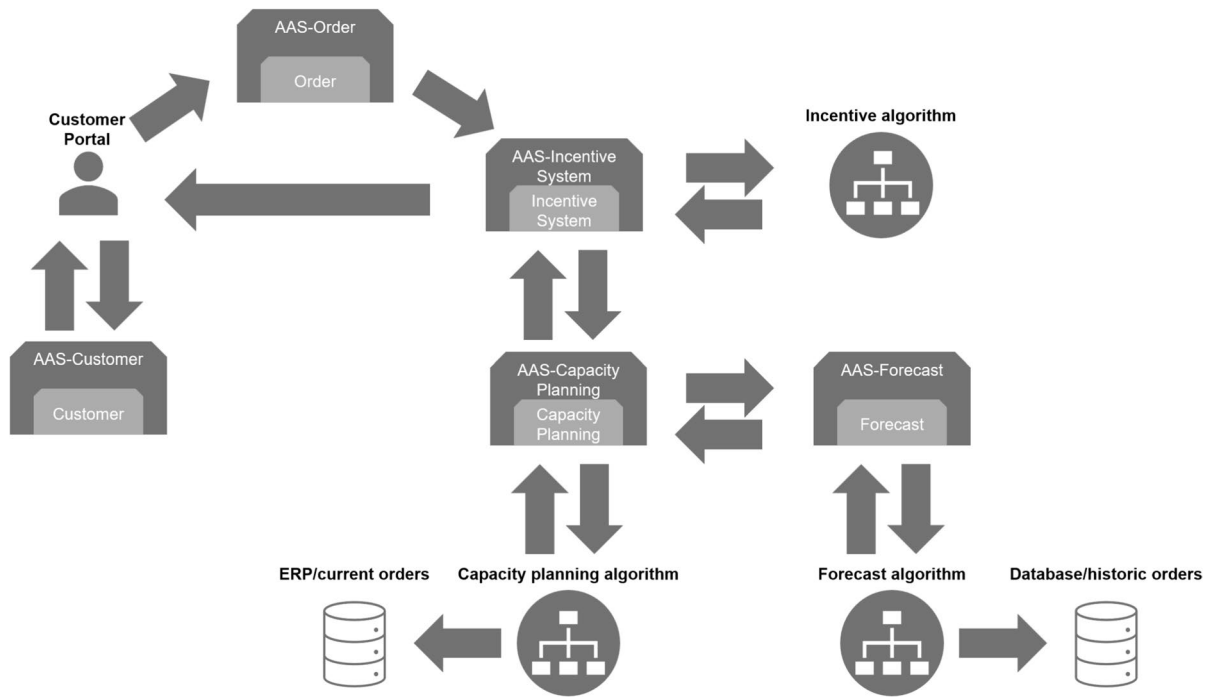 AAS-Order
Order
Customer
Portal
Incentive algorithm
AAS-Incentive
System
Incentive
System
AAS-Customer
Customer
AAS-Capacity
Planning
Capacity
Planning
AAS-Forecast
Forecast
ERP/current orders
Capacity planning algorithm
Forecast algorithm
Database/historic orders